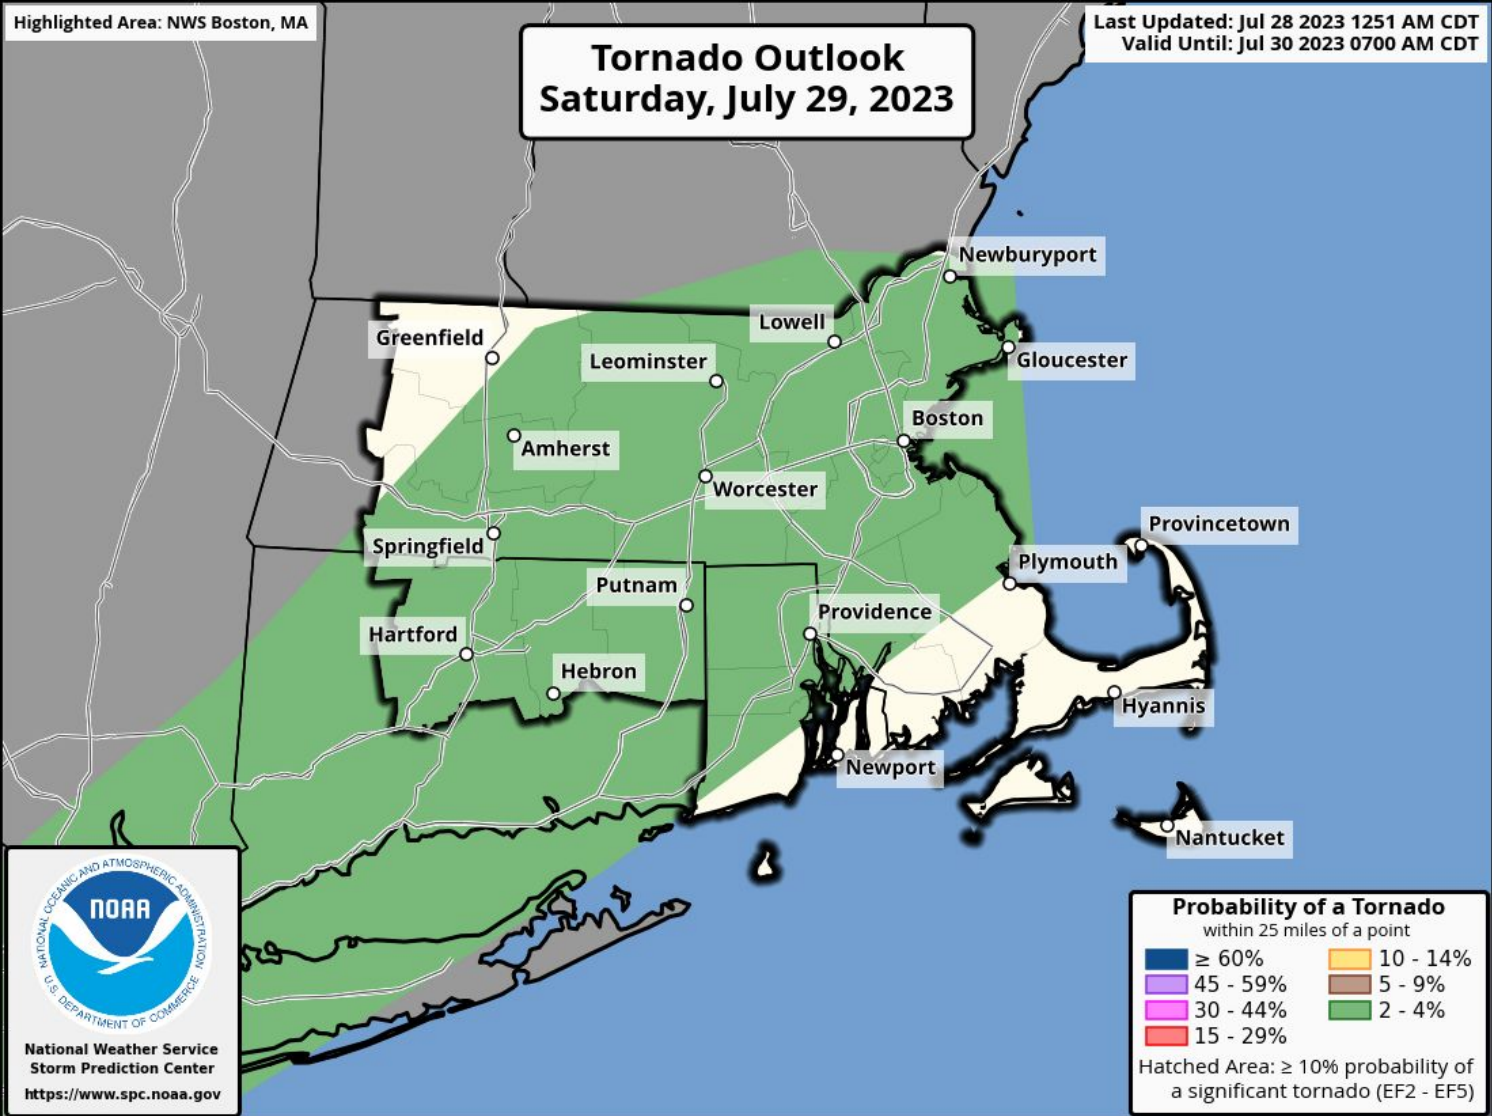 Highlighted Area: NWS Boston, MA
Tornado Outlook
Saturday, July 29, 2023
Last Updated: Jul 28 2023 1251 AM CDT
Valid Until: Jul 30 2023 0700 AM CDT
Newburyport
Lowell
Greenfield
Leominster
Gloucester
Boston
Amherst
Worcester
Provincetown
Springfield
Plymouth
Putnam
Providence
Hartford
Hebron
Hyannis
Newport
Nantucket
NATIONAL OCEANIC AND ATMOSPHERIC ADMINISTRATION
NOAA
U.S. DEPARTMENT OF COMMERCE
National Weather Service
Storm Prediction Center
https://www.spc.noaa.gov
Probability of a Tornado
within 25 miles of a point
≥ 60%
45 - 59%
30 - 44%
15 - 29%
10 - 14%
5 - 9%
2 - 4%
Hatched Area: ≥ 10% probability of
a significant tornado (EF2 - EF5)